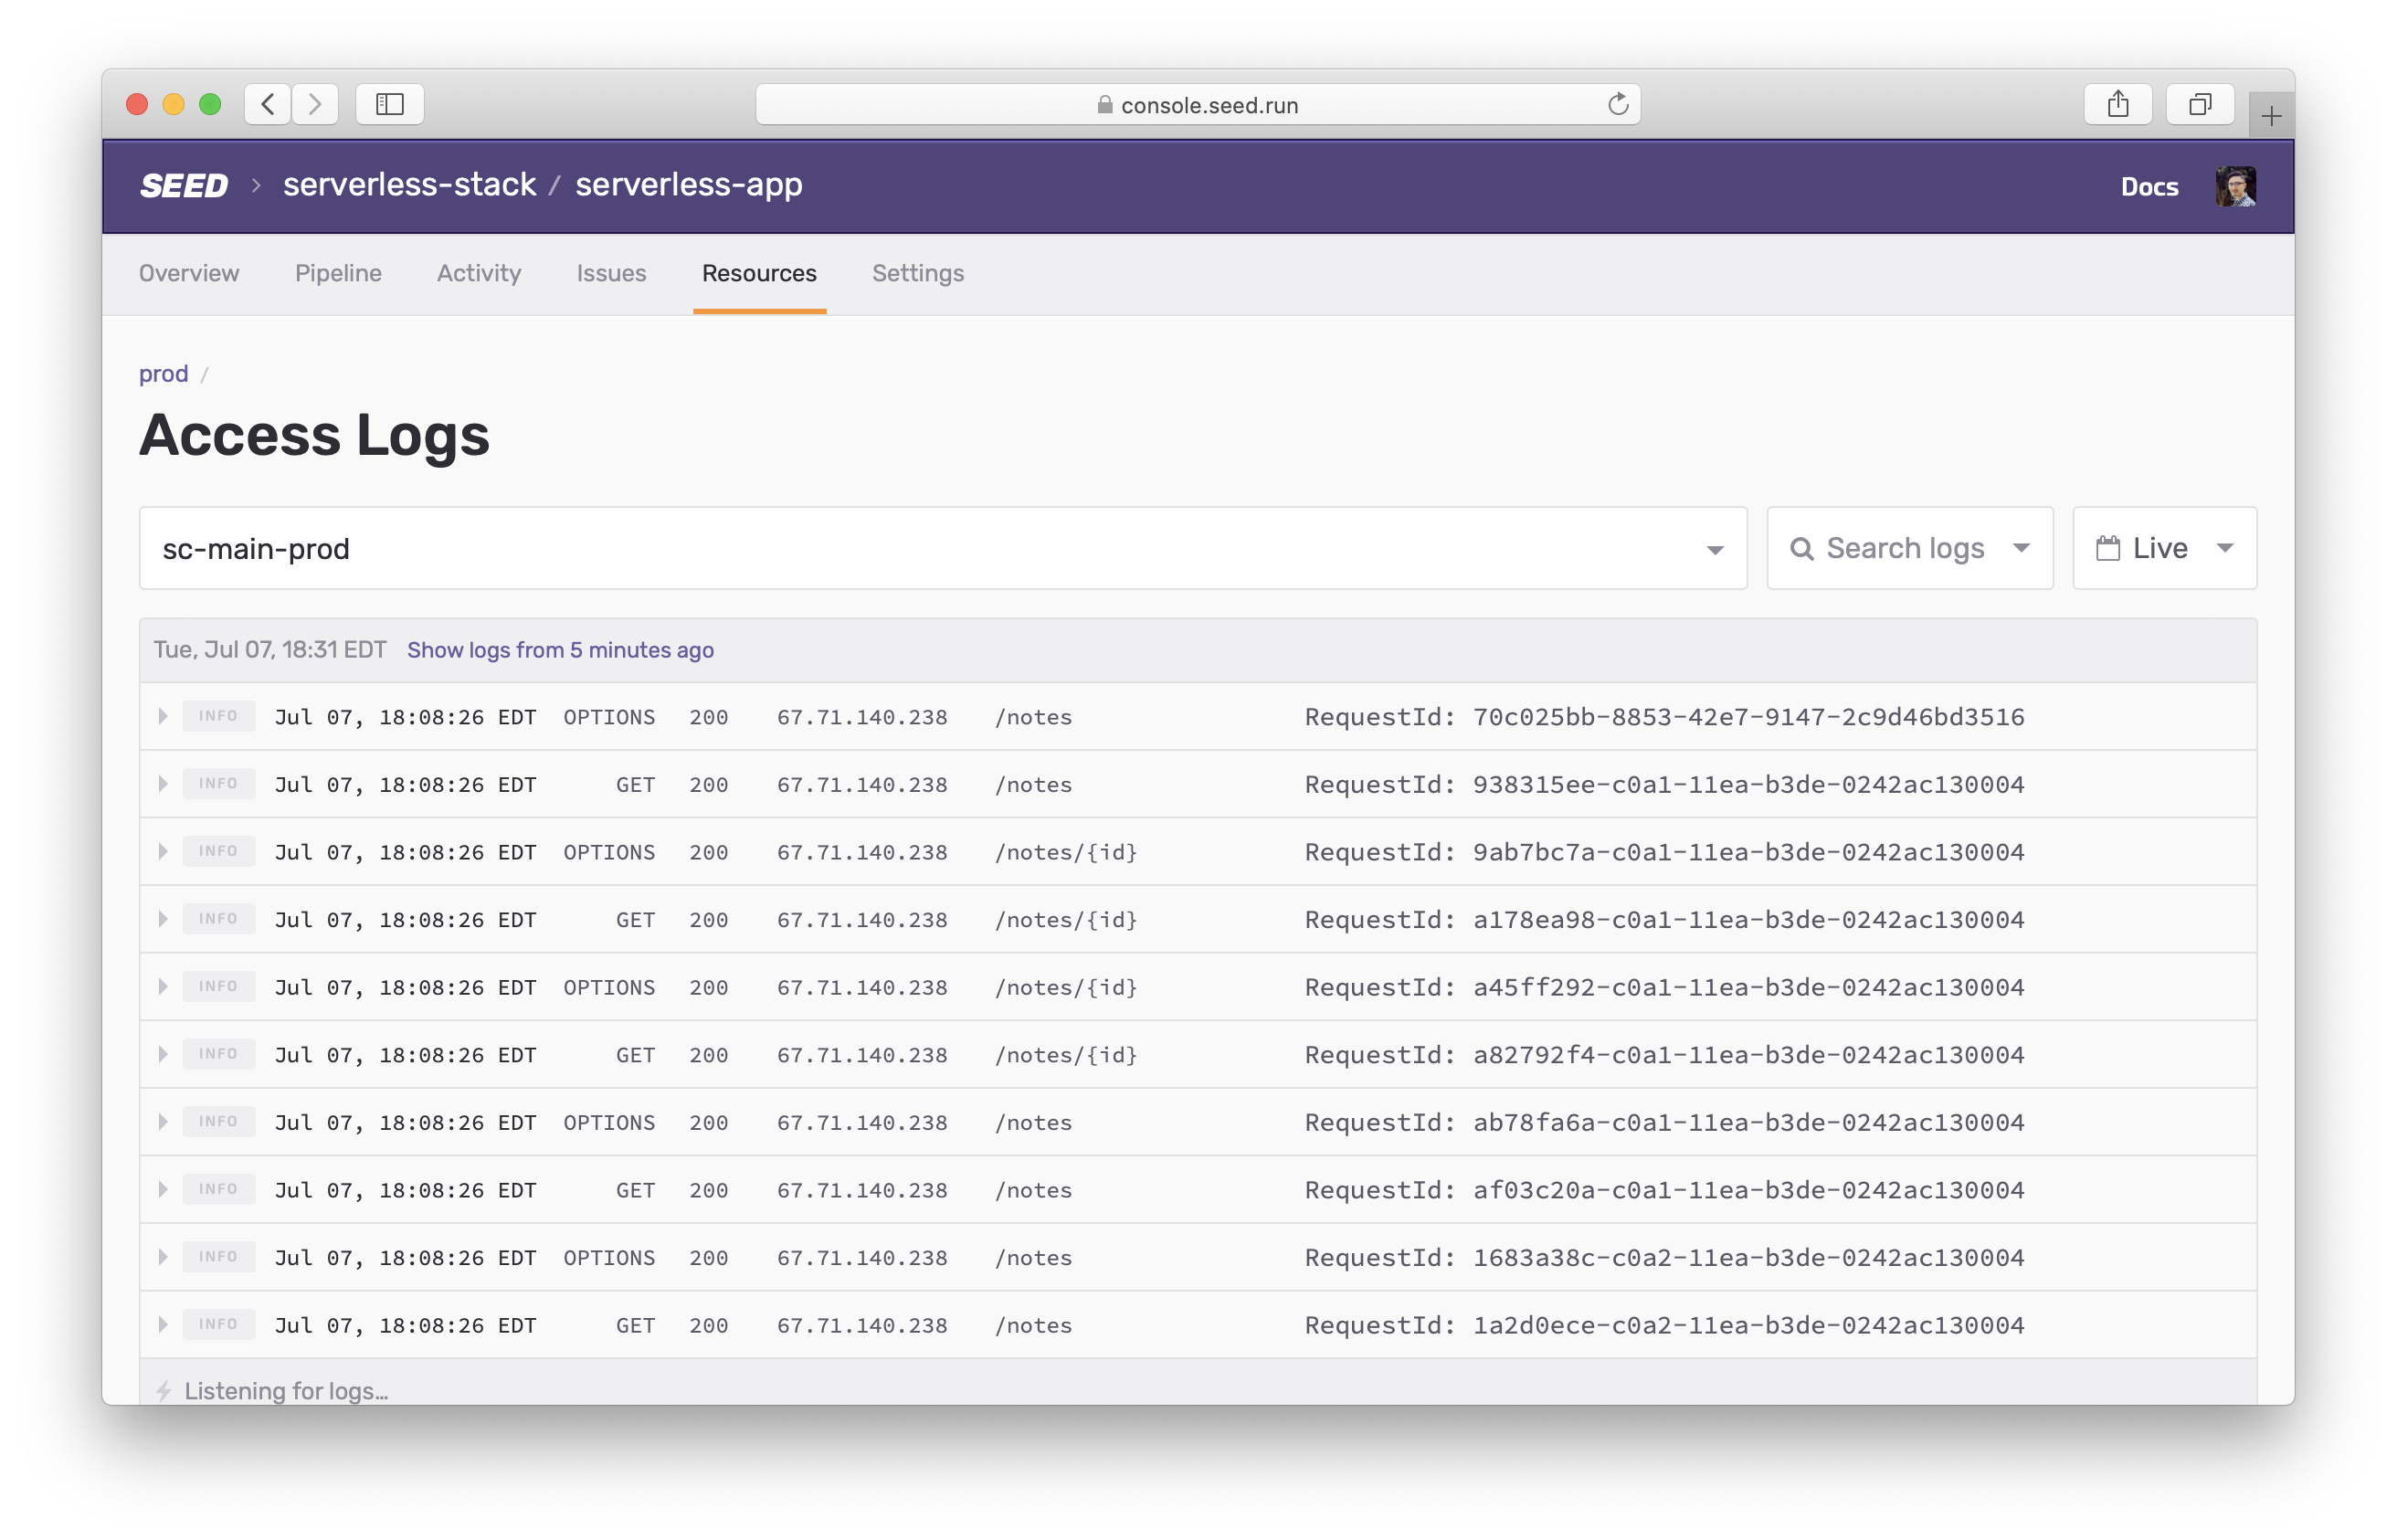 console.seed.run
SEED > serverless-stack / serverless-app Docs
Overview Pipeline Activity Issues Resources Settings
prod /
Access Logs
sc-main-prod Search logs Live
Tue, Jul 07, 18:31 EDT Show logs from 5 minutes ago
INFO Jul 07, 18:08:26 EDT OPTIONS 200 67.71.140.238 /notes RequestId: 70c025bb-8853-42e7-9147-2c9d46bd3516
INFO Jul 07, 18:08:26 EDT GET 200 67.71.140.238 /notes RequestId: 938315ee-c0a1-11ea-b3de-0242ac130004
INFO Jul 07, 18:08:26 EDT OPTIONS 200 67.71.140.238 /notes/{id} RequestId: 9ab7bc7a-c0a1-11ea-b3de-0242ac130004
INFO Jul 07, 18:08:26 EDT GET 200 67.71.140.238 /notes/{id} RequestId: a178ea98-c0a1-11ea-b3de-0242ac130004
INFO Jul 07, 18:08:26 EDT OPTIONS 200 67.71.140.238 /notes/{id} RequestId: a45ff292-c0a1-11ea-b3de-0242ac130004
INFO Jul 07, 18:08:26 EDT GET 200 67.71.140.238 /notes/{id} RequestId: a82792f4-c0a1-11ea-b3de-0242ac130004
INFO Jul 07, 18:08:26 EDT OPTIONS 200 67.71.140.238 /notes RequestId: ab78fa6a-c0a1-11ea-b3de-0242ac130004
INFO Jul 07, 18:08:26 EDT GET 200 67.71.140.238 /notes RequestId: af03c20a-c0a1-11ea-b3de-0242ac130004
INFO Jul 07, 18:08:26 EDT OPTIONS 200 67.71.140.238 /notes RequestId: 1683a38c-c0a2-11ea-b3de-0242ac130004
INFO Jul 07, 18:08:26 EDT GET 200 67.71.140.238 /notes RequestId: 1a2d0ece-c0a2-11ea-b3de-0242ac130004
Listening for logs…